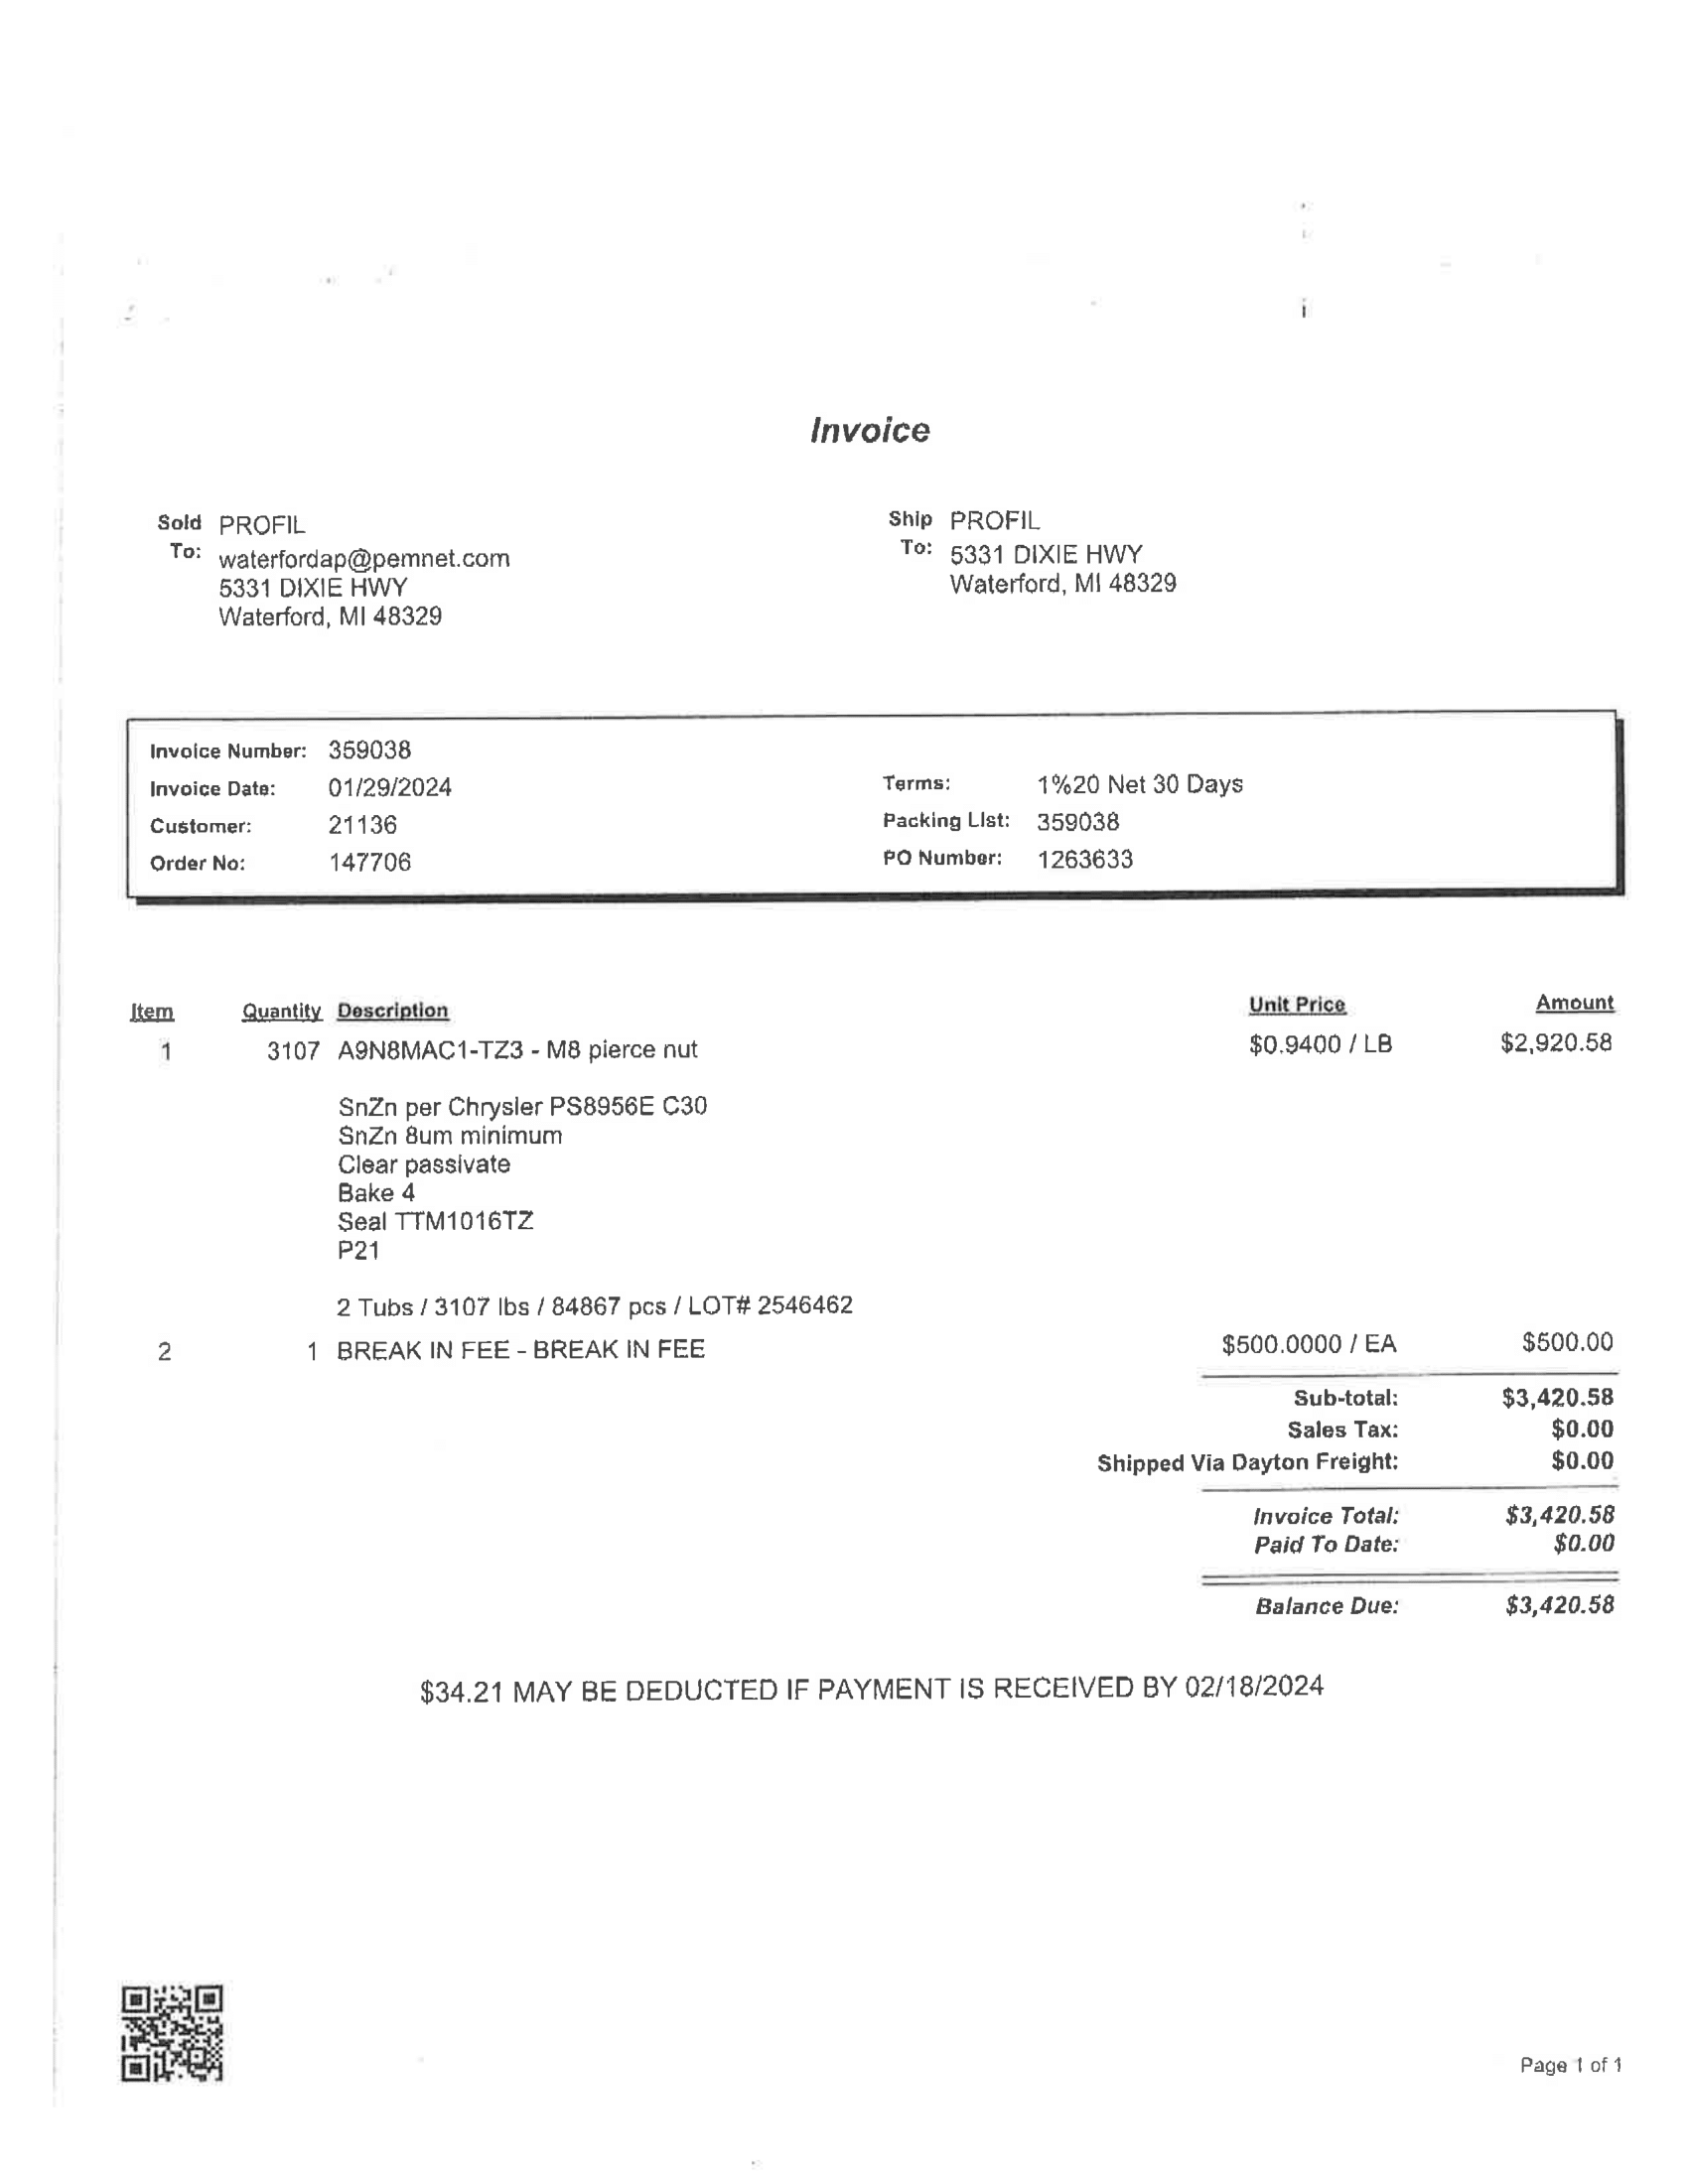 Invoice
Sold To: PROFIL
waterfordap@pemnet.com
5331 DIXIE HWY
Waterford, MI 48329
Ship To: PROFIL
5331 DIXIE HWY
Waterford, MI 48329
Invoice Number: 359038
Invoice Date: 01/29/2024
Customer: 21136
Order No: 147706
Terms: 1%20 Net 30 Days
Packing List: 359038
PO Number: 1263633
Item Quantity Description Unit Price Amount
1 3107 A9N8MAC1-TZ3 - M8 pierce nut $0.9400 / LB $2,920.58
SnZn per Chrysler PS8956E C30
SnZn 8um minimum
Clear passivate
Bake 4
Seal TTM1016TZ
P21
2 Tubs / 3107 lbs / 84867 pcs / LOT# 2546462
2 1 BREAK IN FEE - BREAK IN FEE $500.0000 / EA $500.00
Sub-total: $3,420.58
Sales Tax: $0.00
Shipped Via Dayton Freight: $0.00
Invoice Total: $3,420.58
Paid To Date: $0.00
Balance Due: $3,420.58
$34.21 MAY BE DEDUCTED IF PAYMENT IS RECEIVED BY 02/18/2024
Page 1 of 1